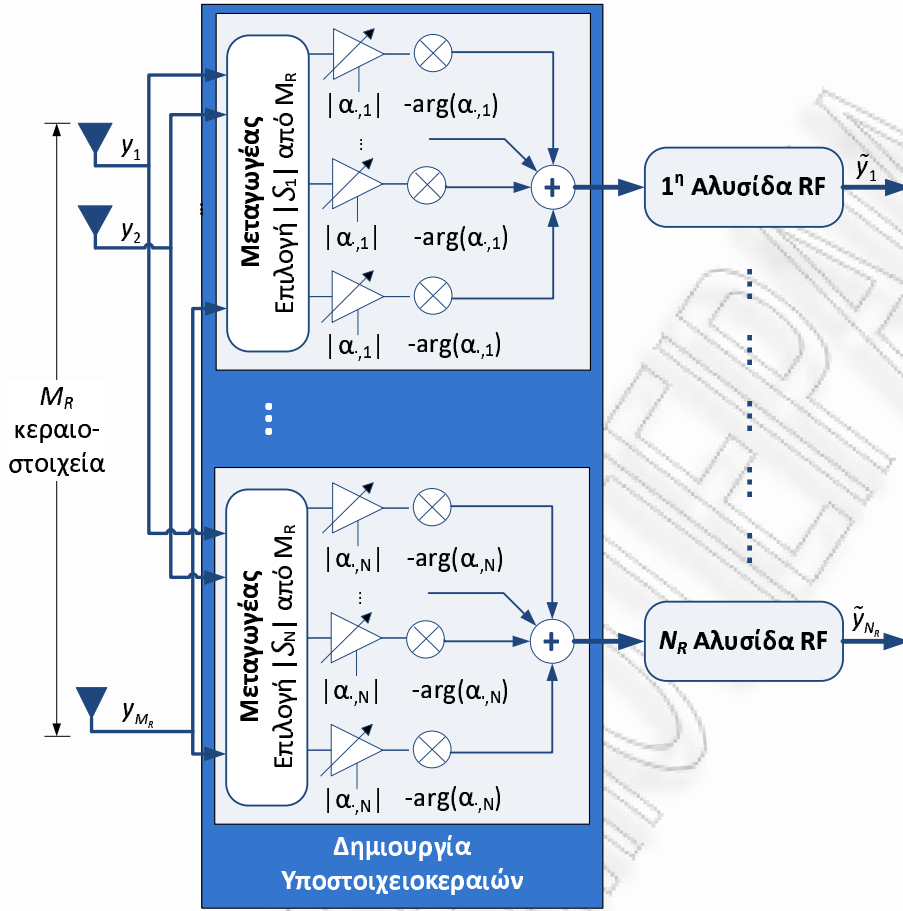 y1
y2
yMR
MR
κεραιο-
στοιχεία
Μεταγωγέας
Επιλογή |S1| από MR
|α·,1|
-arg(α·,1)
...
|α·,1|
-arg(α·,1)
|α·,1|
-arg(α·,1)
+
1η Αλυσίδα RF
ỹ1
Μεταγωγέας
Επιλογή |SN| από MR
|α·,N|
-arg(α·,N)
...
|α·,N|
-arg(α·,N)
|α·,N|
-arg(α·,N)
+
NR Αλυσίδα RF
ỹNR
Δημιουργία
Υποστοιχειοκεραιών